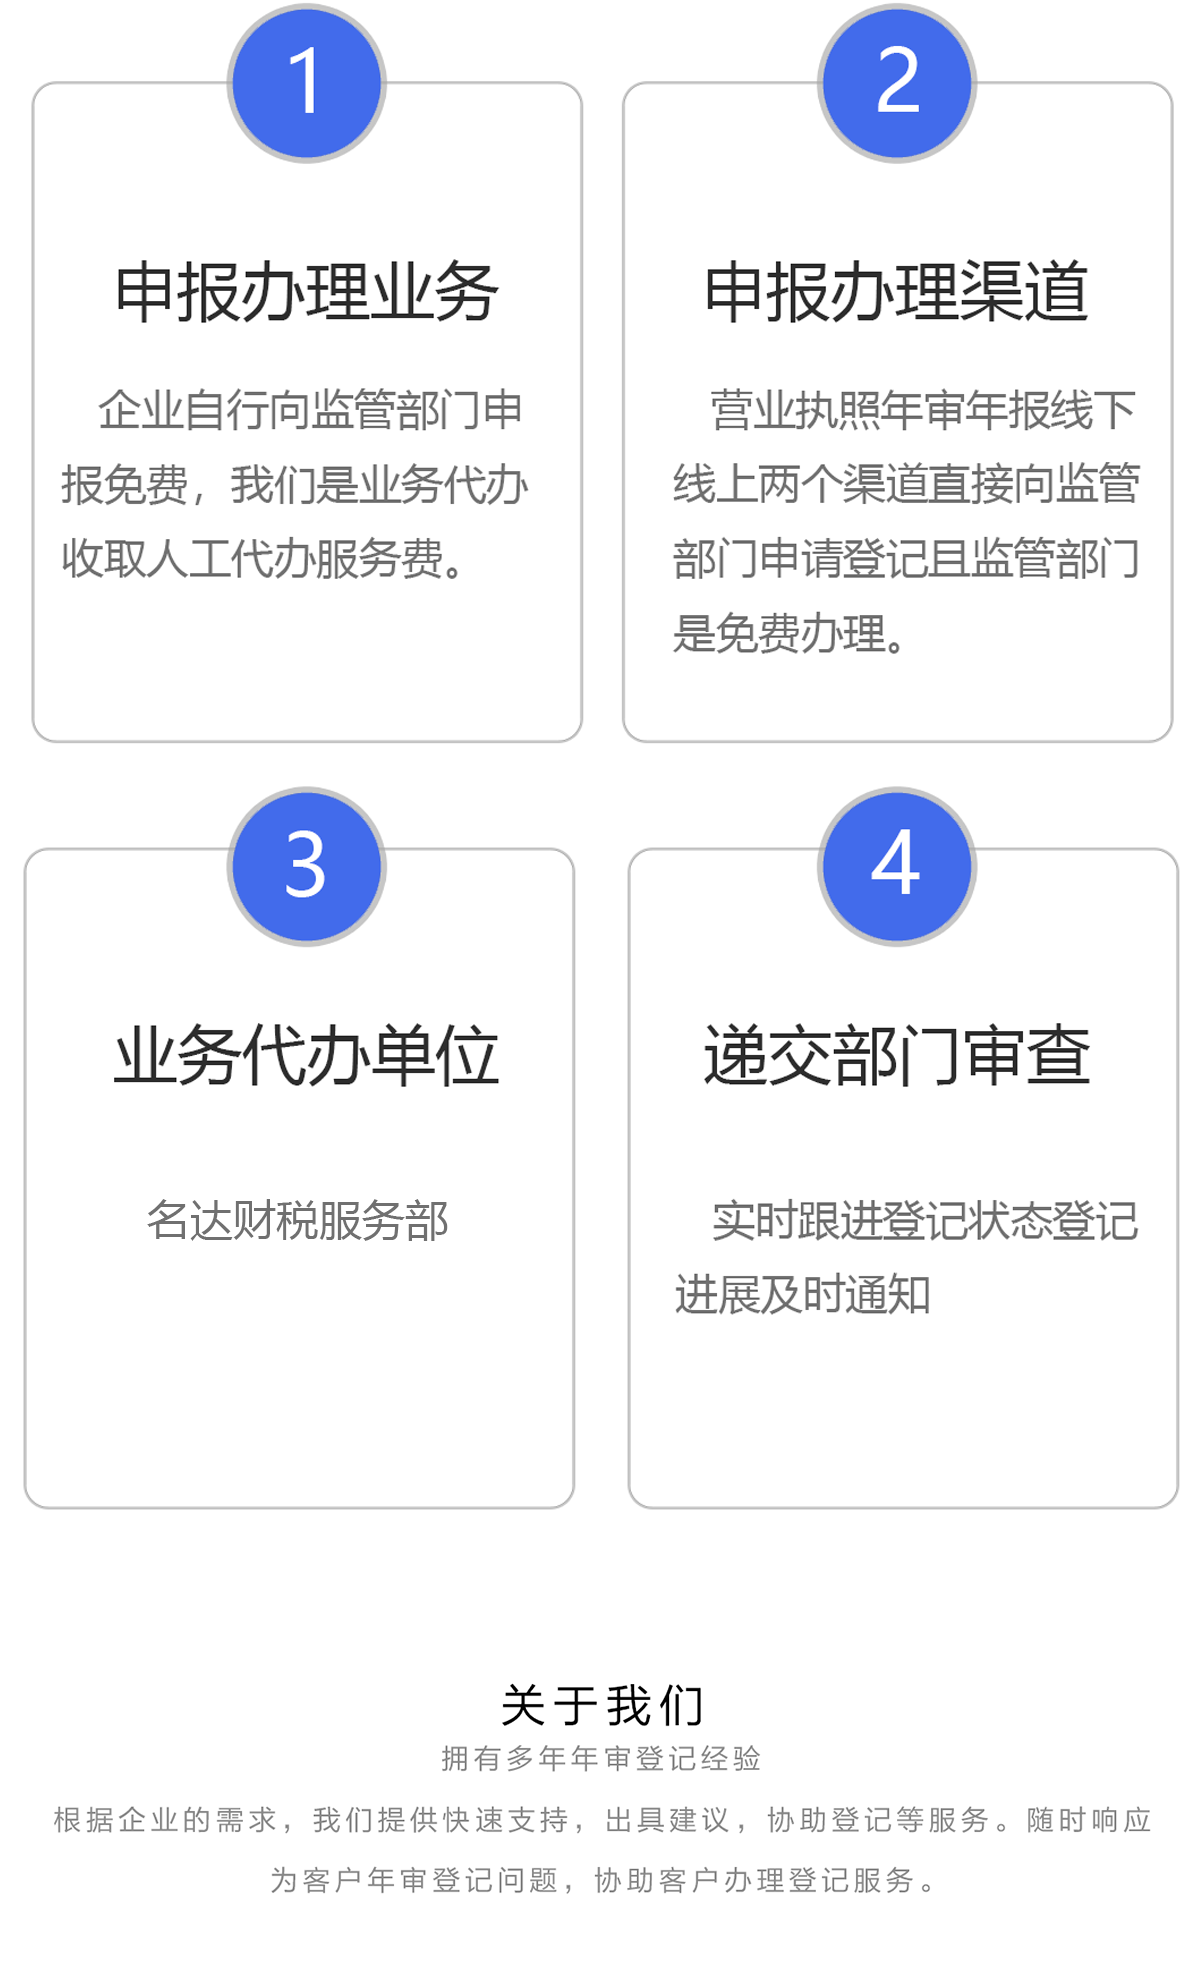 1
申报办理业务
企业自行向监管部门申
报免费，我们是业务代办
收取人工代办服务费。
2
申报办理渠道
营业执照年审年报线下
线上两个渠道直接向监管
部门申请登记且监管部门
是免费办理。
3
业务代办单位
名达财税服务部
4
递交部门审查
实时跟进登记状态登记
进展及时通知
关于我们
拥有多年年审登记经验
根据企业的需求，我们提供快速支持，出具建议，协助登记等服务。随时响应
为客户年审登记问题，协助客户办理登记服务。